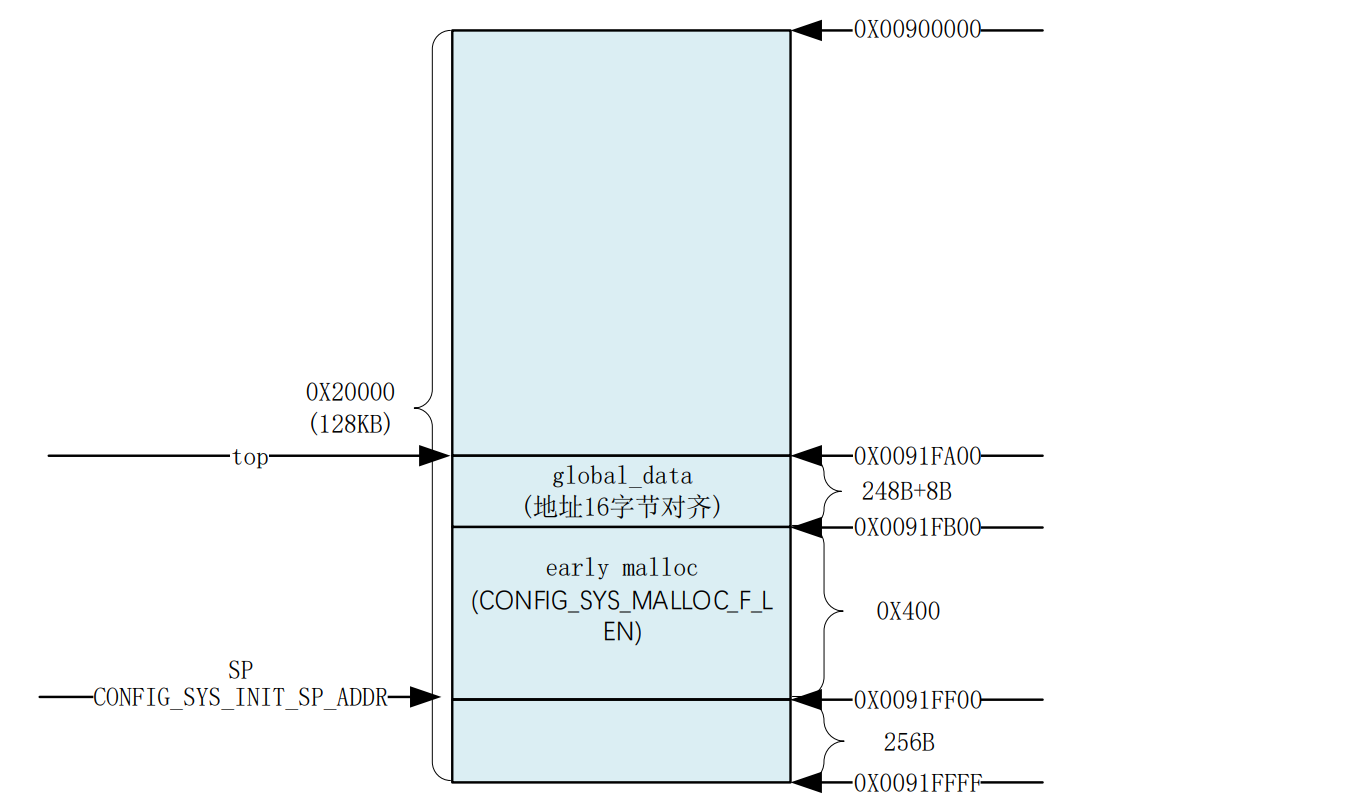 0X00900000
0X20000
(128KB)
top
0X0091FA00
global_data
(地址16字节对齐)
248B+8B
0X0091FB00
early malloc
(CONFIG_SYS_MALLOC_F_L
EN)
0X400
SP
CONFIG_SYS_INIT_SP_ADDR
0X0091FF00
256B
0X0091FFFF